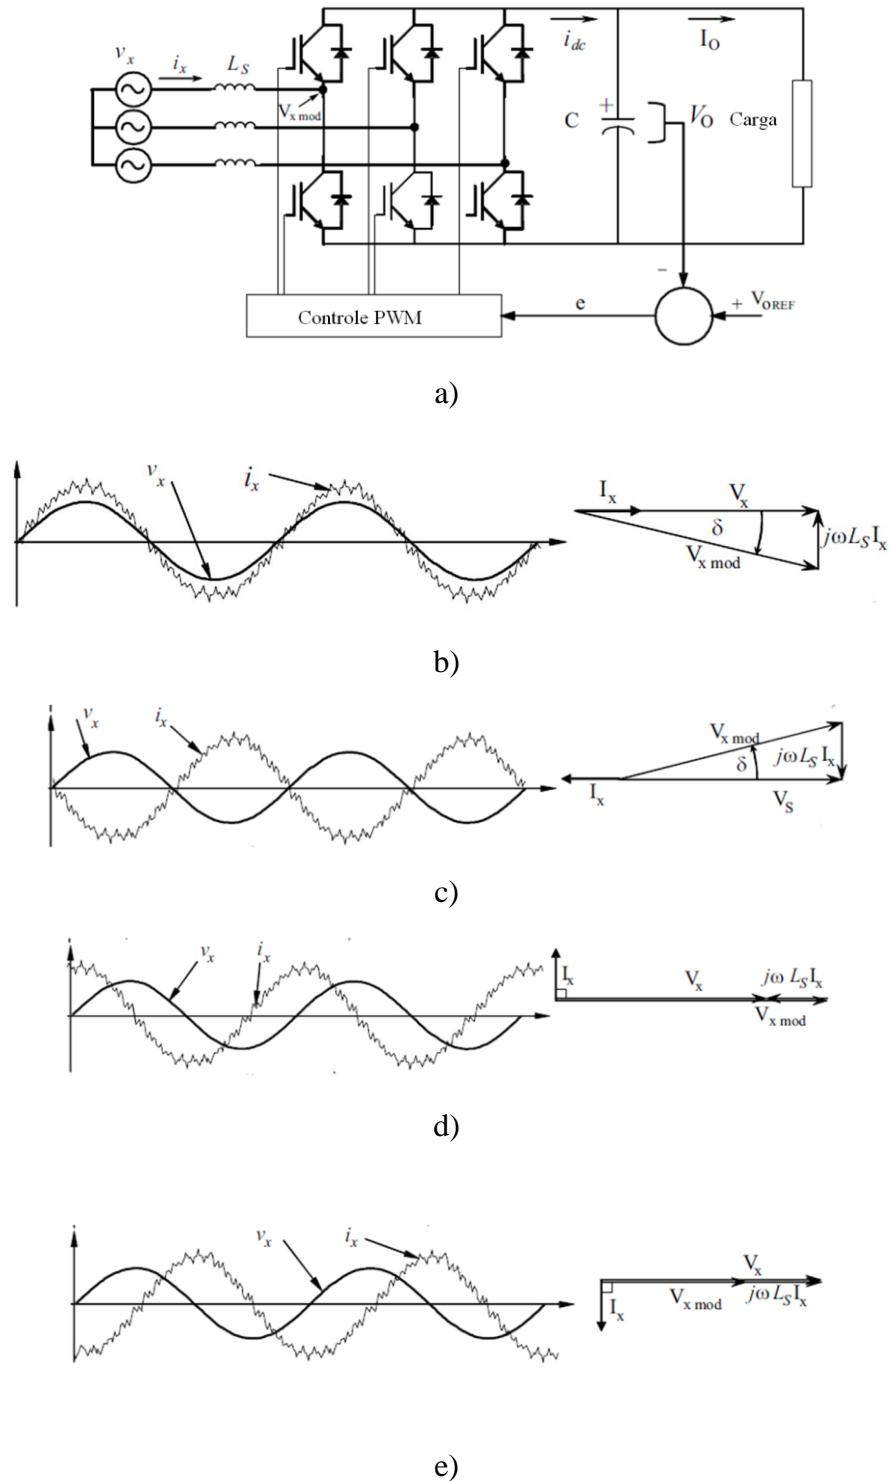 v_x i_x L_S i_dc I_O
V_x mod
C + V_O Carga
−
Controle PWM e + V_OREF
a)
v_x i_x I_x V_x
δ
V_x mod jωL_S I_x
b)
v_x i_x V_x mod
δ jωL_S I_x
I_x V_S
c)
v_x i_x I_x V_x jω L_S I_x
V_x mod
d)
v_x i_x V_x
I_x V_x mod jωL_S I_x
e)